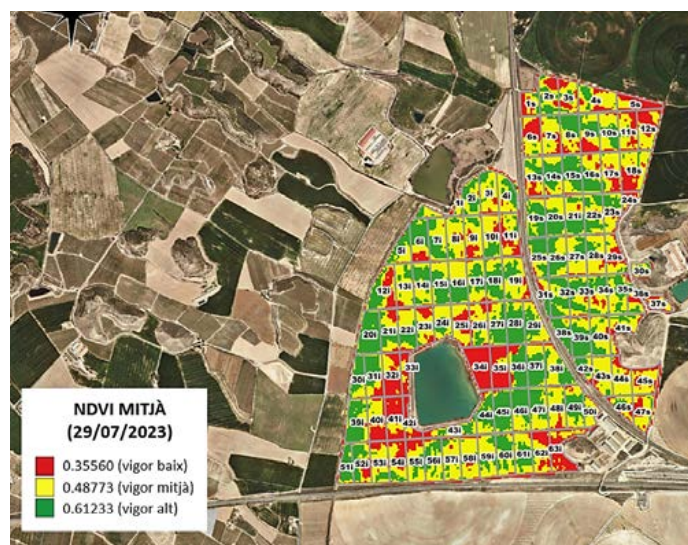 1s 2s 3s 4s 5s
6s 7s 8s 9s 10s 11s 12s
13s 14s 15s 16s 17s 18s
24s
19s 20s 21s 22s 23s
25s 26s 27s 28s 29s
30s
31s 32s 33s 34s 35s 36s
37s
38s 39s 40s 41s
42s 43s 44s 45s
46s 47s
1i 2i 3i 4i
5i 6i 7i 8i 9i 10i 11i
12i 13i 14i 15i 16i 17i 18i 19i
20i 21i 22i 23i 24i 25i 26i 27i 28i 29i
30i 31i 32i 33i 34i 35i 36i 37i 38i
39i 40i 41i 42i 43i 44i 45i 46i 47i 48i 49i 50i
51i 52i 53i 54i 55i 56i 57i 58i 59i 60i 61i 62i 63i
NDVI MITJÀ
(29/07/2023)
0.35560 (vigor baix)
0.48773 (vigor mitjà)
0.61233 (vigor alt)